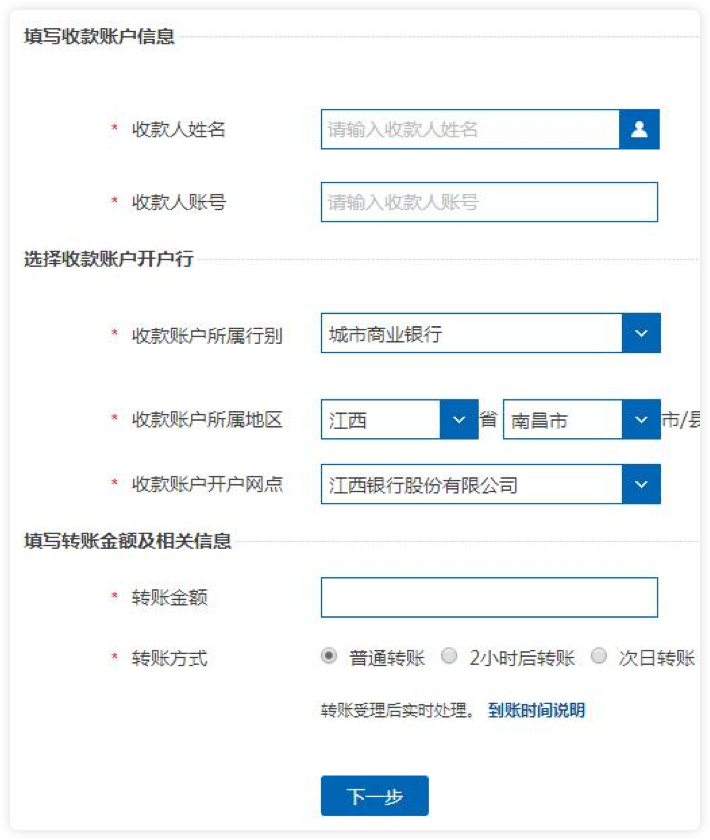 填写收款账户信息
* 收款人姓名 请输入收款人姓名
* 收款人账号 请输入收款人账号
选择收款账户开户行
* 收款账户所属行别 城市商业银行
* 收款账户所属地区 江西 省 南昌市 市/县
* 收款账户开户网点 江西银行股份有限公司
填写转账金额及相关信息
* 转账金额
* 转账方式 普通转账 2小时后转账 次日转账
转账受理后实时处理。 到账时间说明
下一步